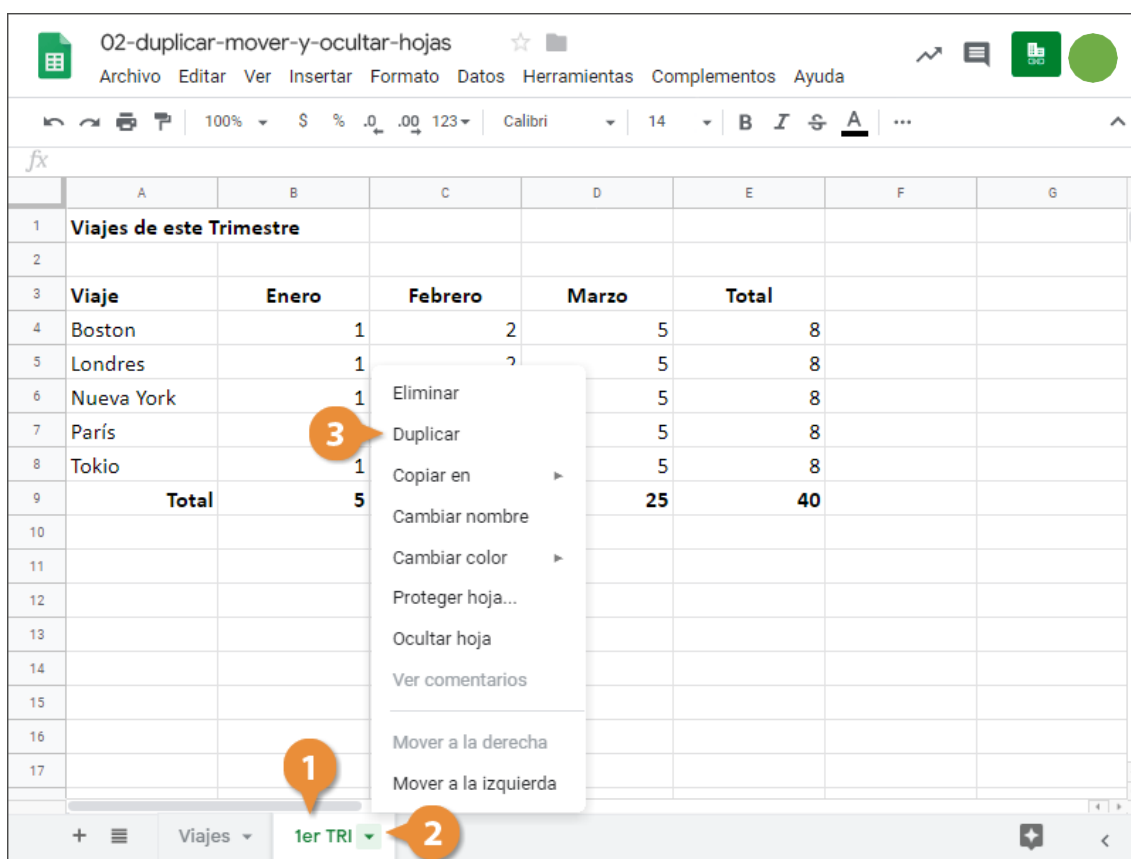 02-duplicar-mover-y-ocultar-hojas
Archivo Editar Ver Insertar Formato Datos Herramientas Complementos Ayuda
100% $ % .0 .00 123 Calibri 14 B I S A ...
fx
A B C D E F G
1 Viajes de este Trimestre
2
3 Viaje Enero Febrero Marzo Total
4 Boston 1 2 5 8
5 Londres 1 2 5 8
6 Nueva York 1 5 8
7 París 5 8
8 Tokio 1 5 8
9 Total 5 25 40
10
11
12
13
14
15
16
17
Eliminar
3 Duplicar
Copiar en
Cambiar nombre
Cambiar color
Proteger hoja...
Ocultar hoja
Ver comentarios
Mover a la derecha
Mover a la izquierda
1
+ Viajes 1er TRI 2